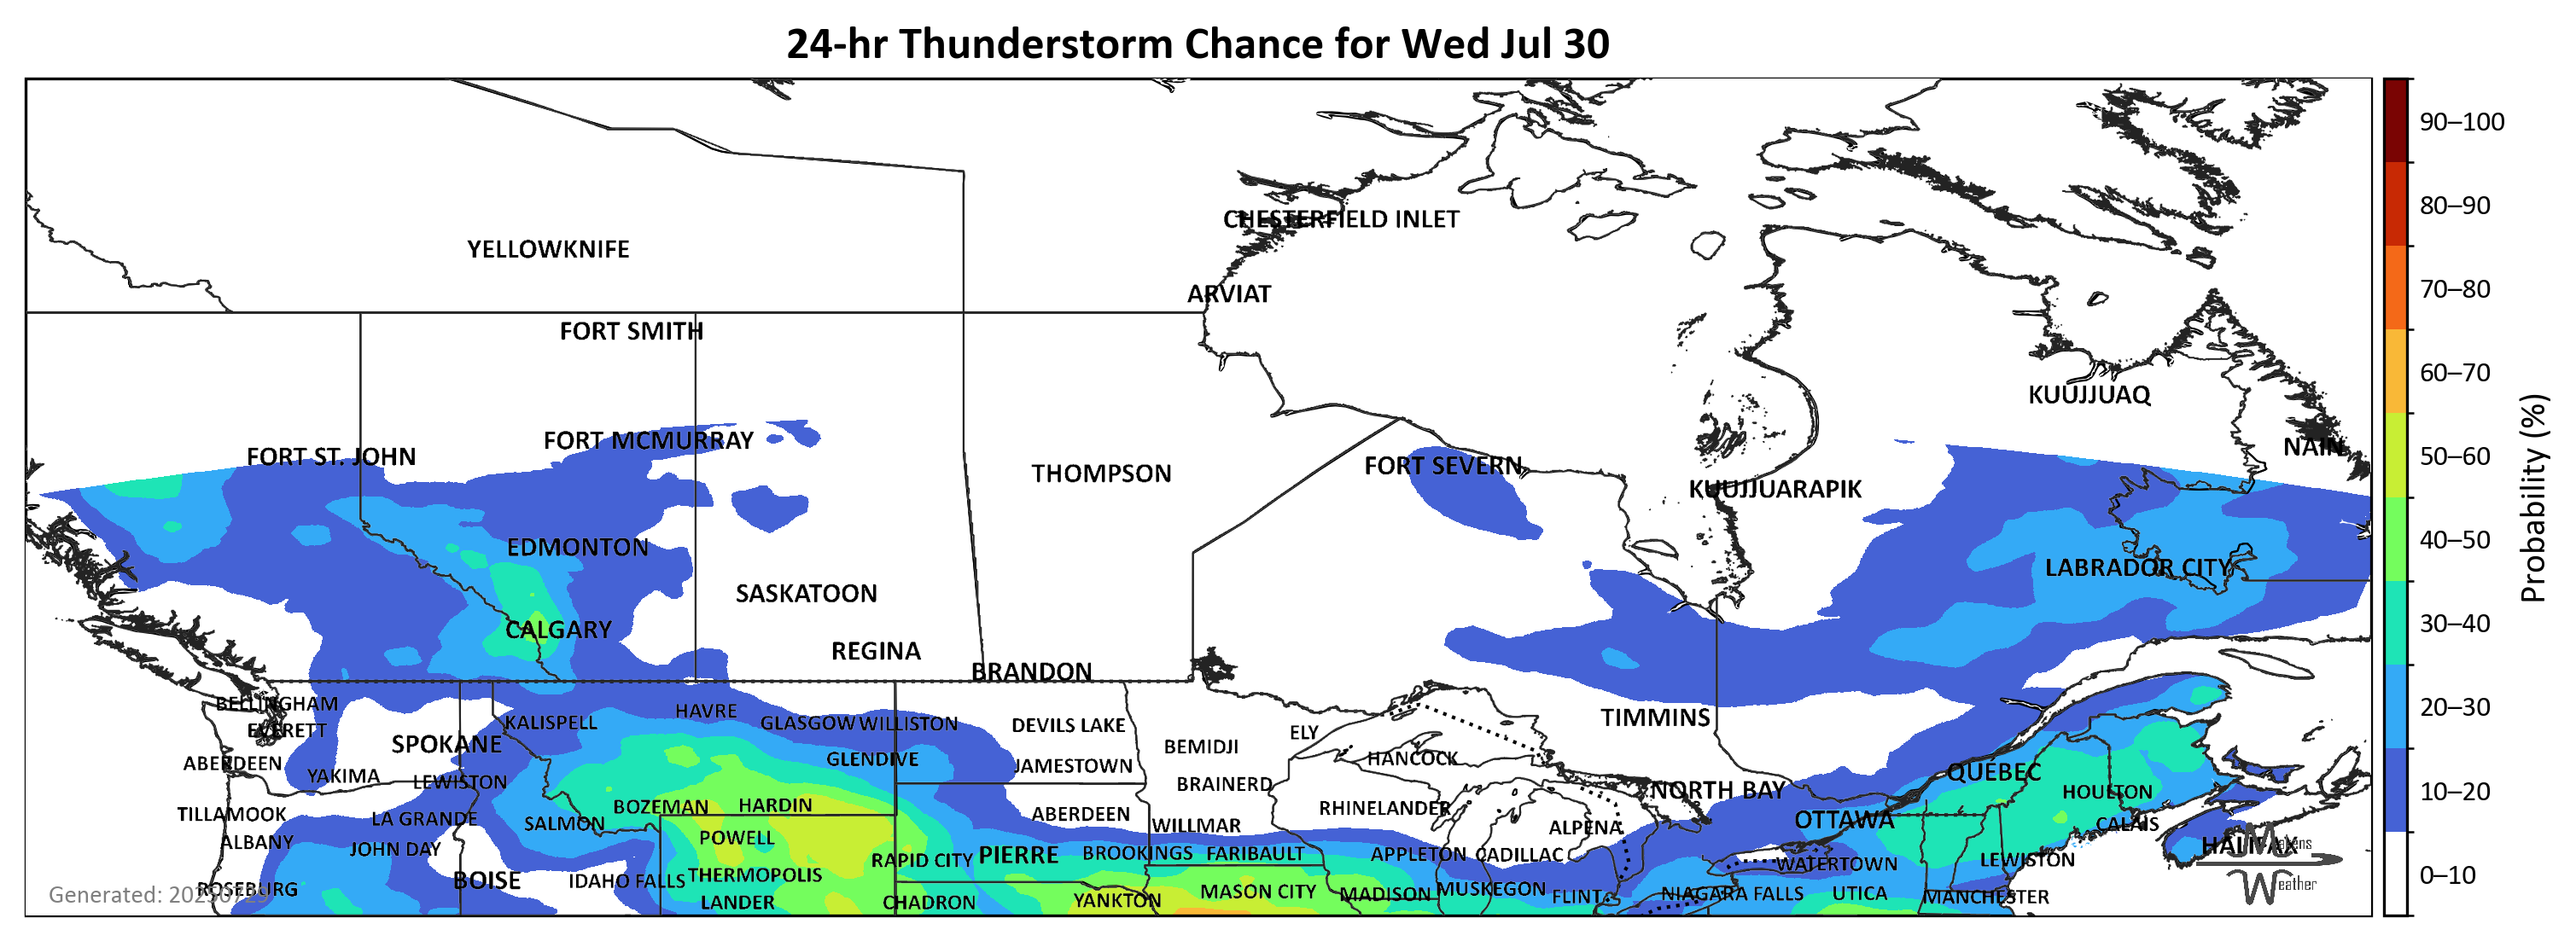 24-hr Thunderstorm Chance for Wed Jul 30
CHESTERFIELD INLET
YELLOWKNIFE
ARVIAT
FORT SMITH
KUUJJUAQ
FORT MCMURRAY
NAIN
FORT ST. JOHN
FORT SEVERN
THOMPSON
KUUJJUARAPIK
EDMONTON
LABRADOR CITY
SASKATOON
CALGARY
REGINA
BRANDON
BELLINGHAM
HAVRE
TIMMINS
KALISPELL
GLASGOW
WILLISTON
DEVILS LAKE
EVERETT
ELY
SPOKANE
BEMIDJI
HANCOCK
GLENDIVE
ABERDEEN
JAMESTOWN
QUÉBEC
YAKIMA
LEWISTON
BRAINERD
NORTH BAY
HOULTON
BOZEMAN
HARDIN
RHINELANDER
TILLAMOOK
ABERDEEN
LA GRANDE
OTTAWA
SALMON
WILLMAR
ALPENA
CALAIS
POWELL
ALBANY
HALIFAX
Makens
JOHN DAY
PIERRE
BROOKINGS
FARIBAULT
APPLETON
CADILLAC
RAPID CITY
LEWISTON
WATERTOWN
THERMOPOLIS
BOISE
IDAHO FALLS
Weather
ROSEBURG
MUSKEGON
MASON CITY
MADISON
NIAGARA FALLS
UTICA
Generated: 20250729
FLINT
MANCHESTER
YANKTON
LANDER
CHADRON
90–100
80–90
70–80
60–70
50–60
40–50
30–40
20–30
10–20
0–10
Probability (%)